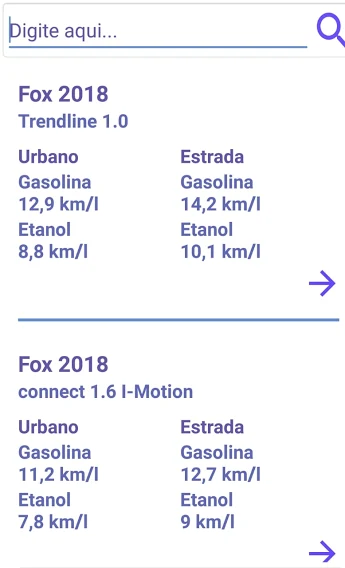 Digite aqui...
Fox 2018
Trendline 1.0
Urbano Estrada
Gasolina Gasolina
12,9 km/l 14,2 km/l
Etanol Etanol
8,8 km/l 10,1 km/l
Fox 2018
connect 1.6 I-Motion
Urbano Estrada
Gasolina Gasolina
11,2 km/l 12,7 km/l
Etanol Etanol
7,8 km/l 9 km/l